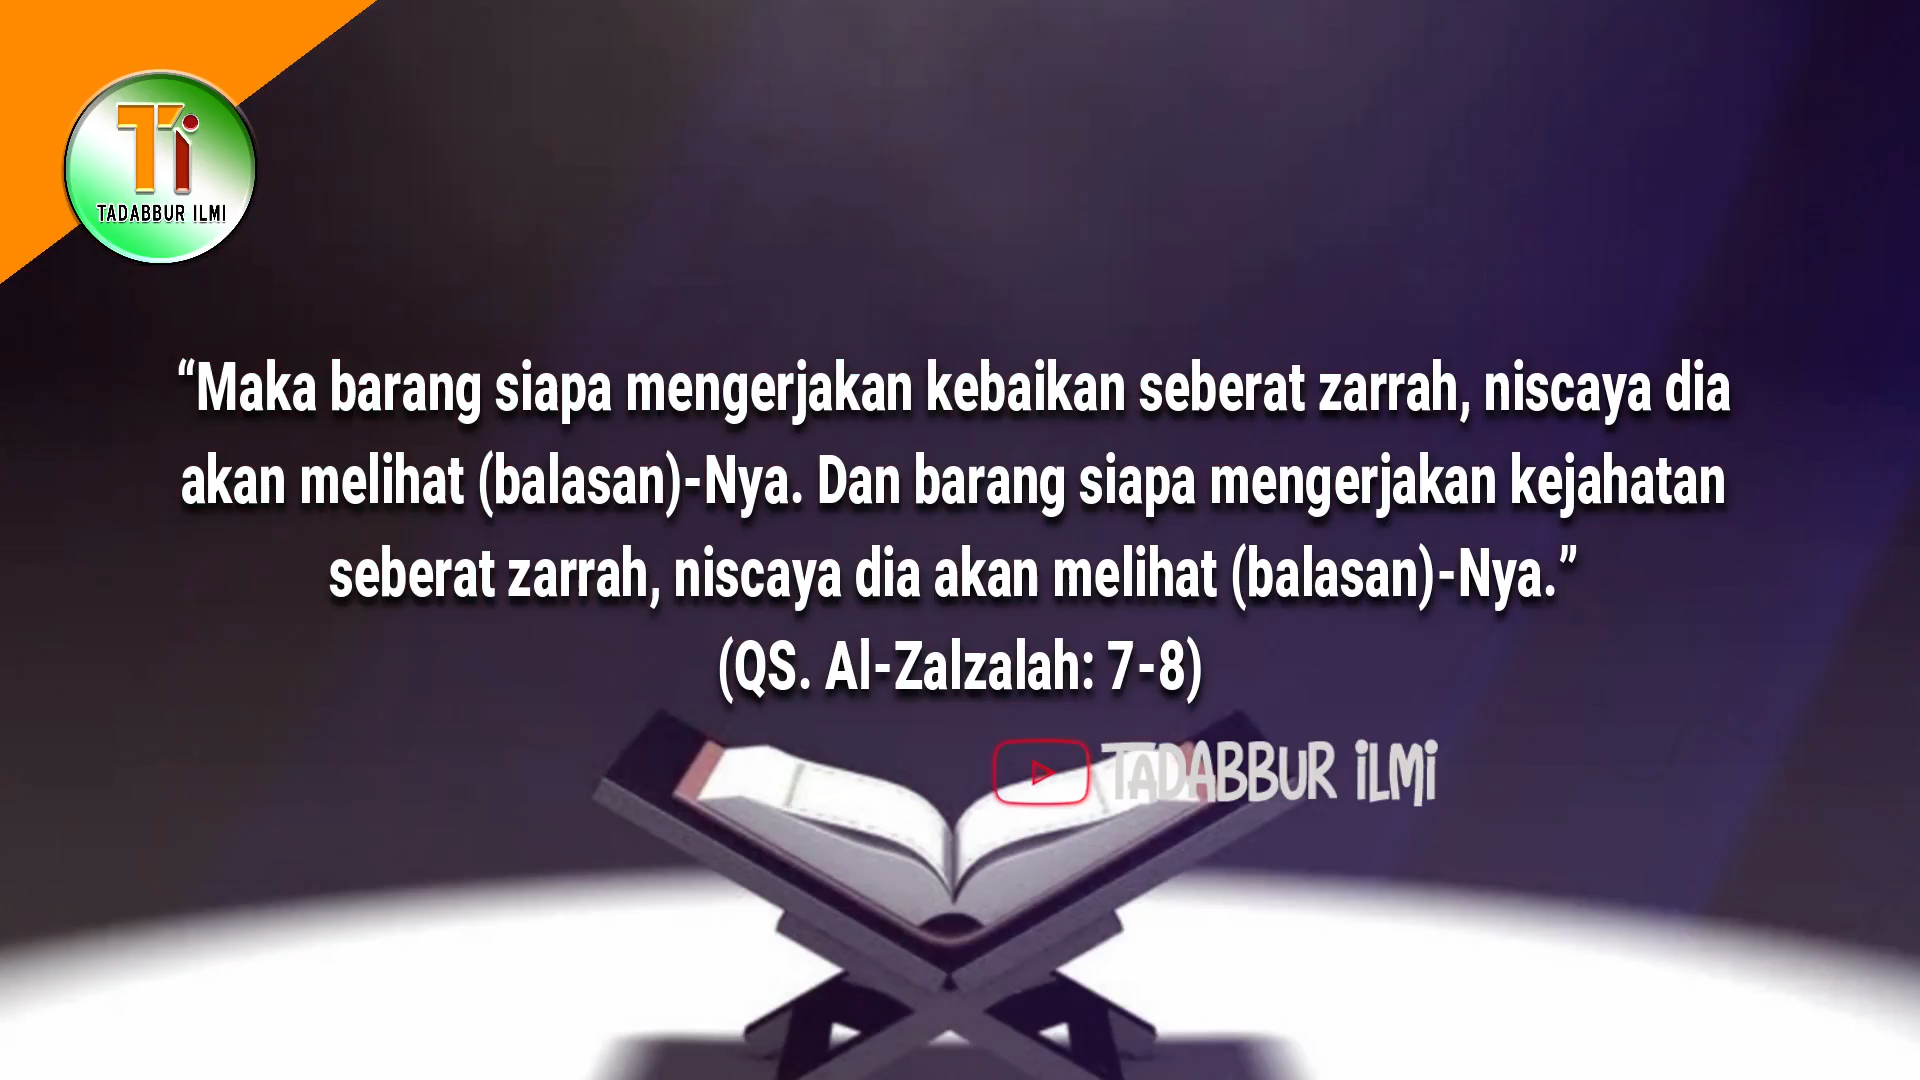 Ti
TADABBUR ILMI
“Maka barang siapa mengerjakan kebaikan seberat zarrah, niscaya dia
akan melihat (balasan)-Nya. Dan barang siapa mengerjakan kejahatan
seberat zarrah, niscaya dia akan melihat (balasan)-Nya.”
(QS. Al-Zalzalah: 7-8)
TADABBUR iLMi